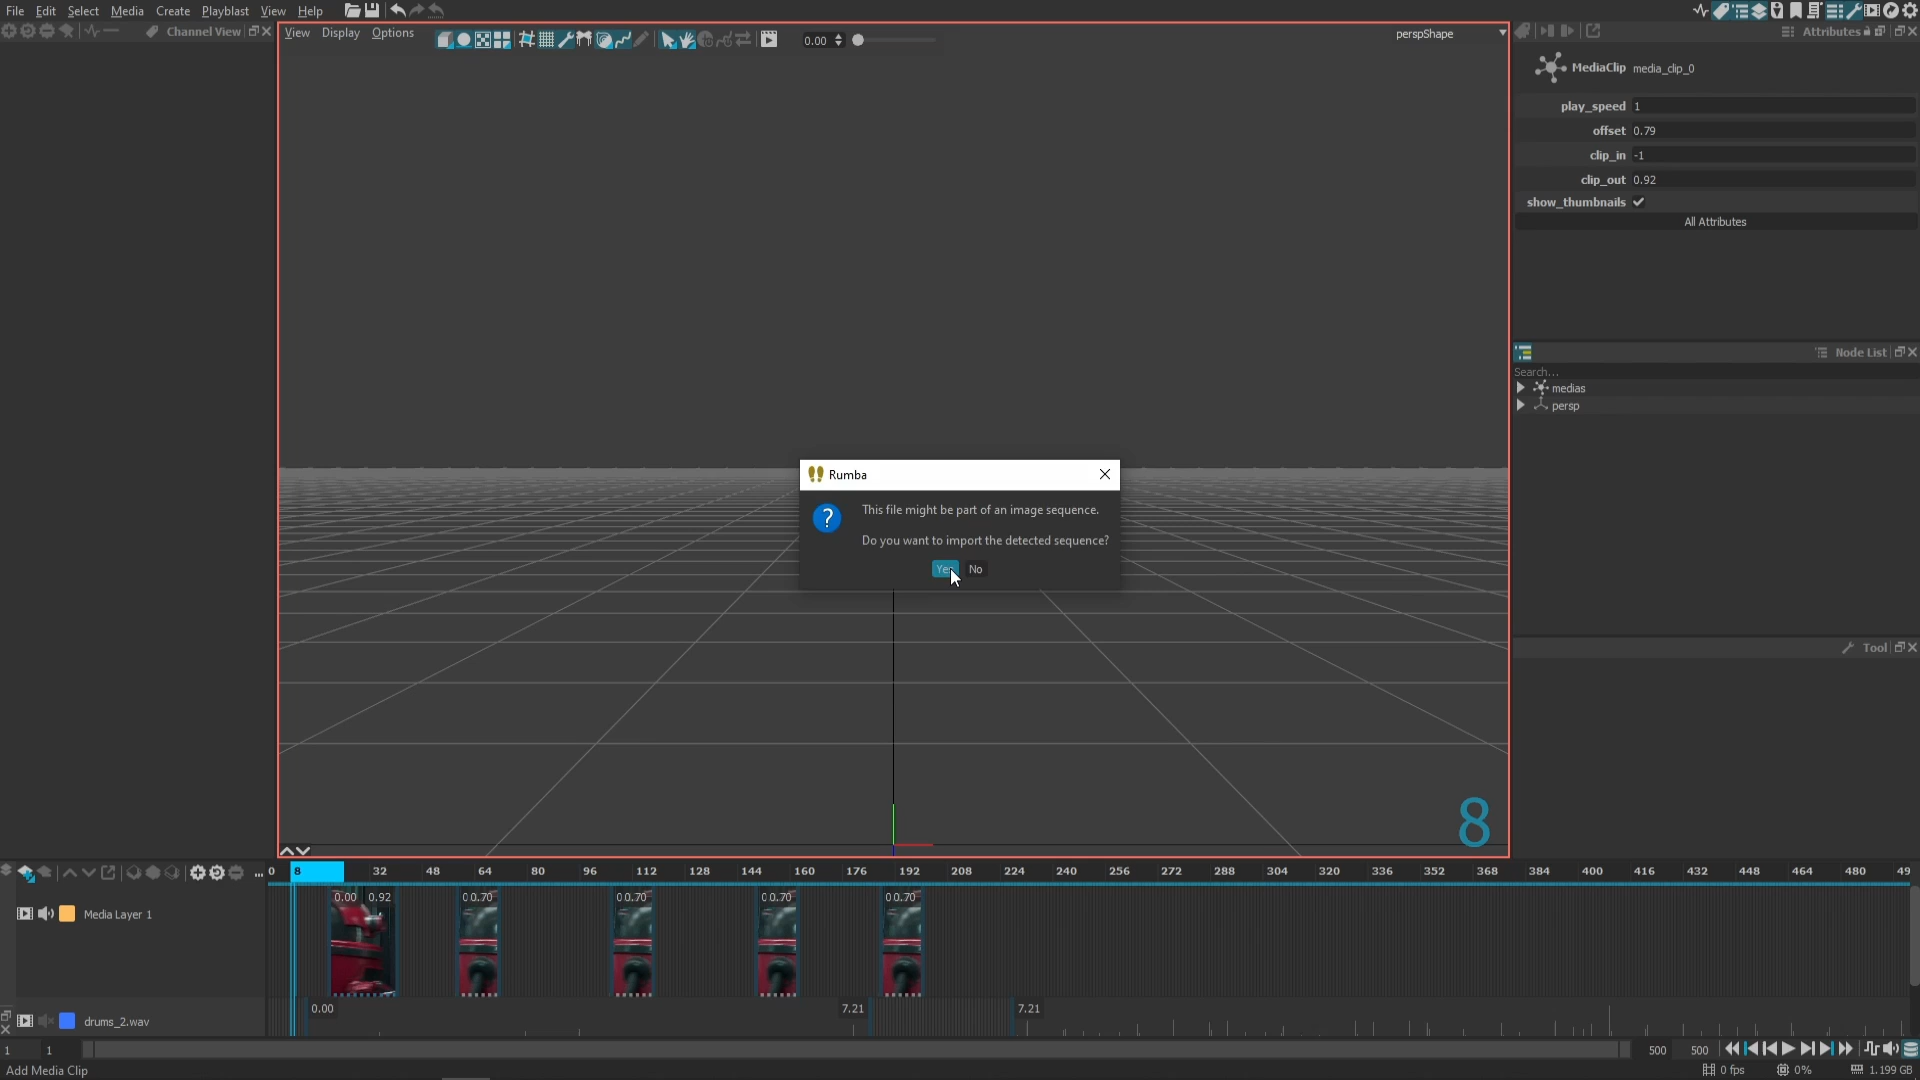 File Edit Select Media Create Playblast View Help
Channel View
View Display Options
0.00
perspShape
Attributes
MediaClip media_clip_0
play_speed 1
offset 0.79
clip_in -1
clip_out 0.92
show_thumbnails
All Attributes
Node List
Search...
medias
persp
Rumba
This file might be part of an image sequence.
Do you want to import the detected sequence?
Yes No
Tool
8
... 0 8 32 48 64 80 96 112 128 144 160 176 192 208 224 240 256 272 288 304 320 336 352 368 384 400 416 432 448 464 480 49
0.00 0.92 0 0.70 0 0.70 0 0.70 0 0.70
Media Layer 1
0.00 7.21 7.21
drums_2.wav
1 1 500 500
Add Media Clip 0 fps 0% 1.199 GB